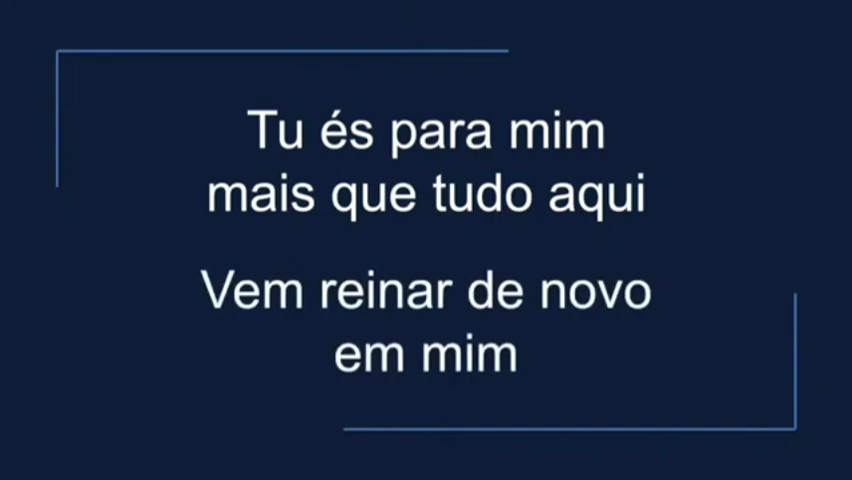 Tu és para mim
mais que tudo aqui
Vem reinar de novo
em mim